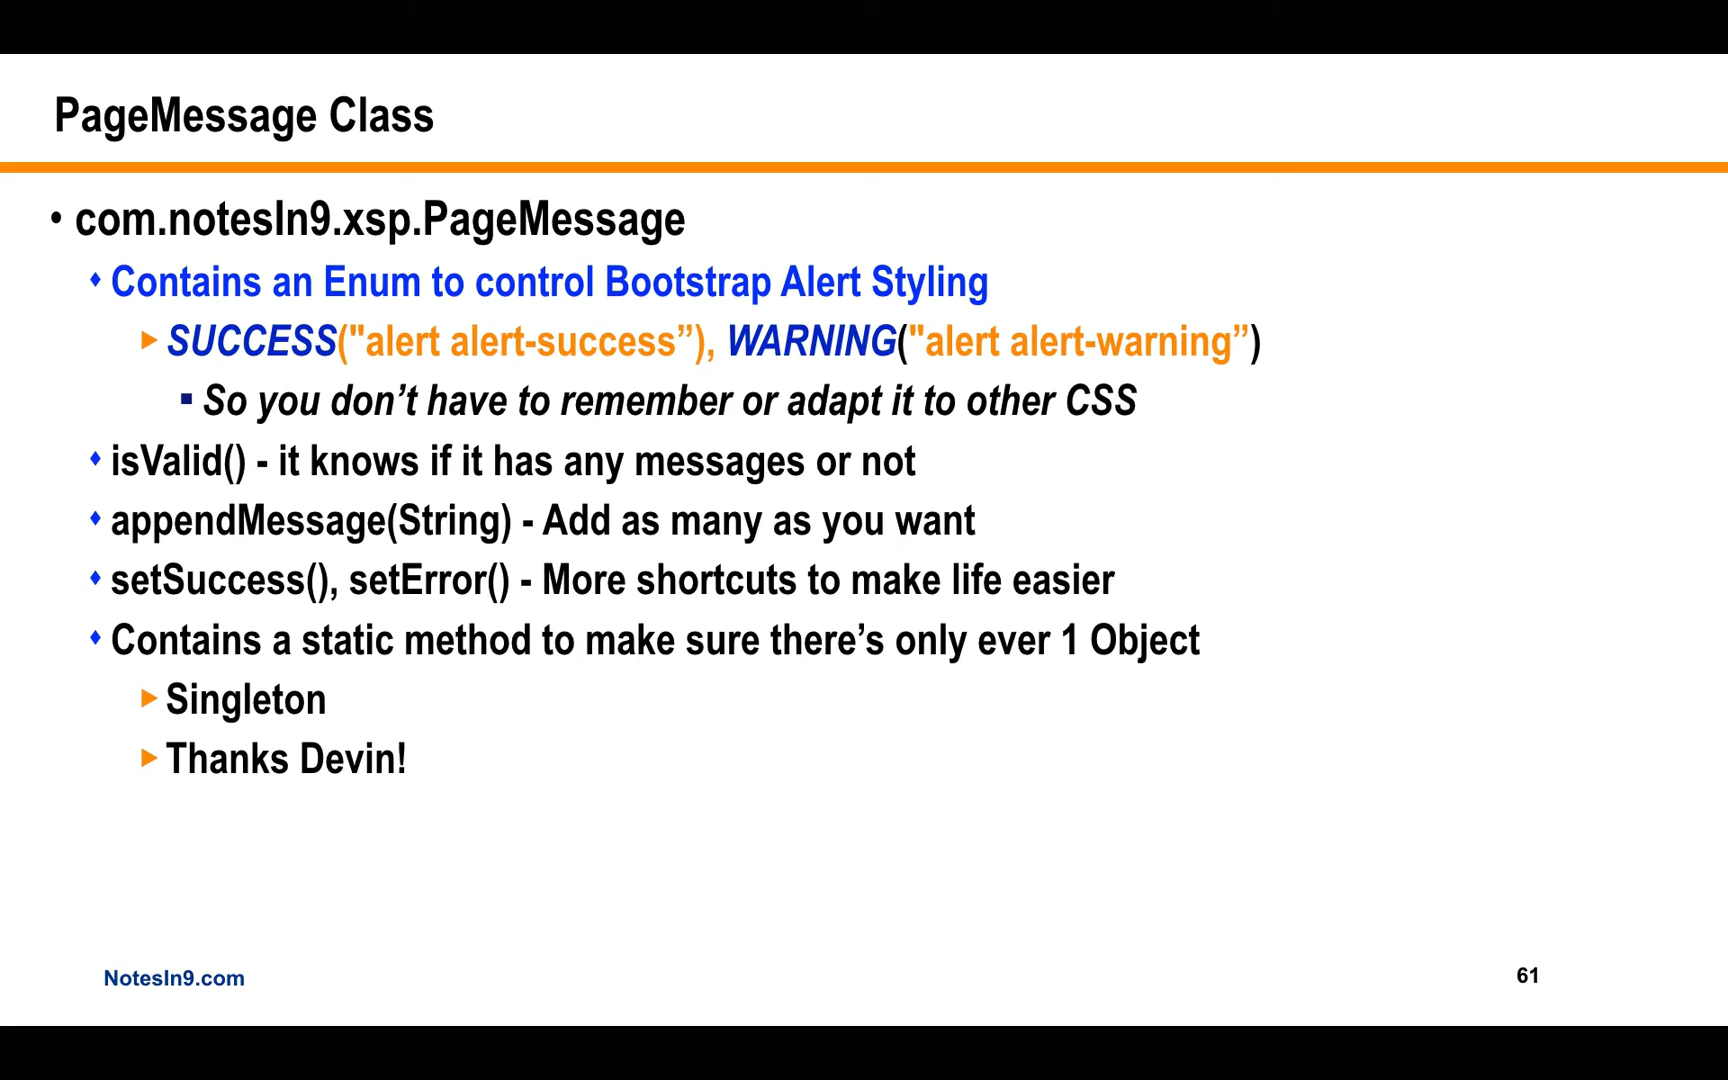 PageMessage Class
• com.notesIn9.xsp.PageMessage
♦ Contains an Enum to control Bootstrap Alert Styling
▶ SUCCESS("alert alert-success”), WARNING("alert alert-warning”)
▪ So you don’t have to remember or adapt it to other CSS
♦ isValid() - it knows if it has any messages or not
♦ appendMessage(String) - Add as many as you want
♦ setSuccess(), setError() - More shortcuts to make life easier
♦ Contains a static method to make sure there’s only ever 1 Object
▶ Singleton
▶ Thanks Devin!
NotesIn9.com
61